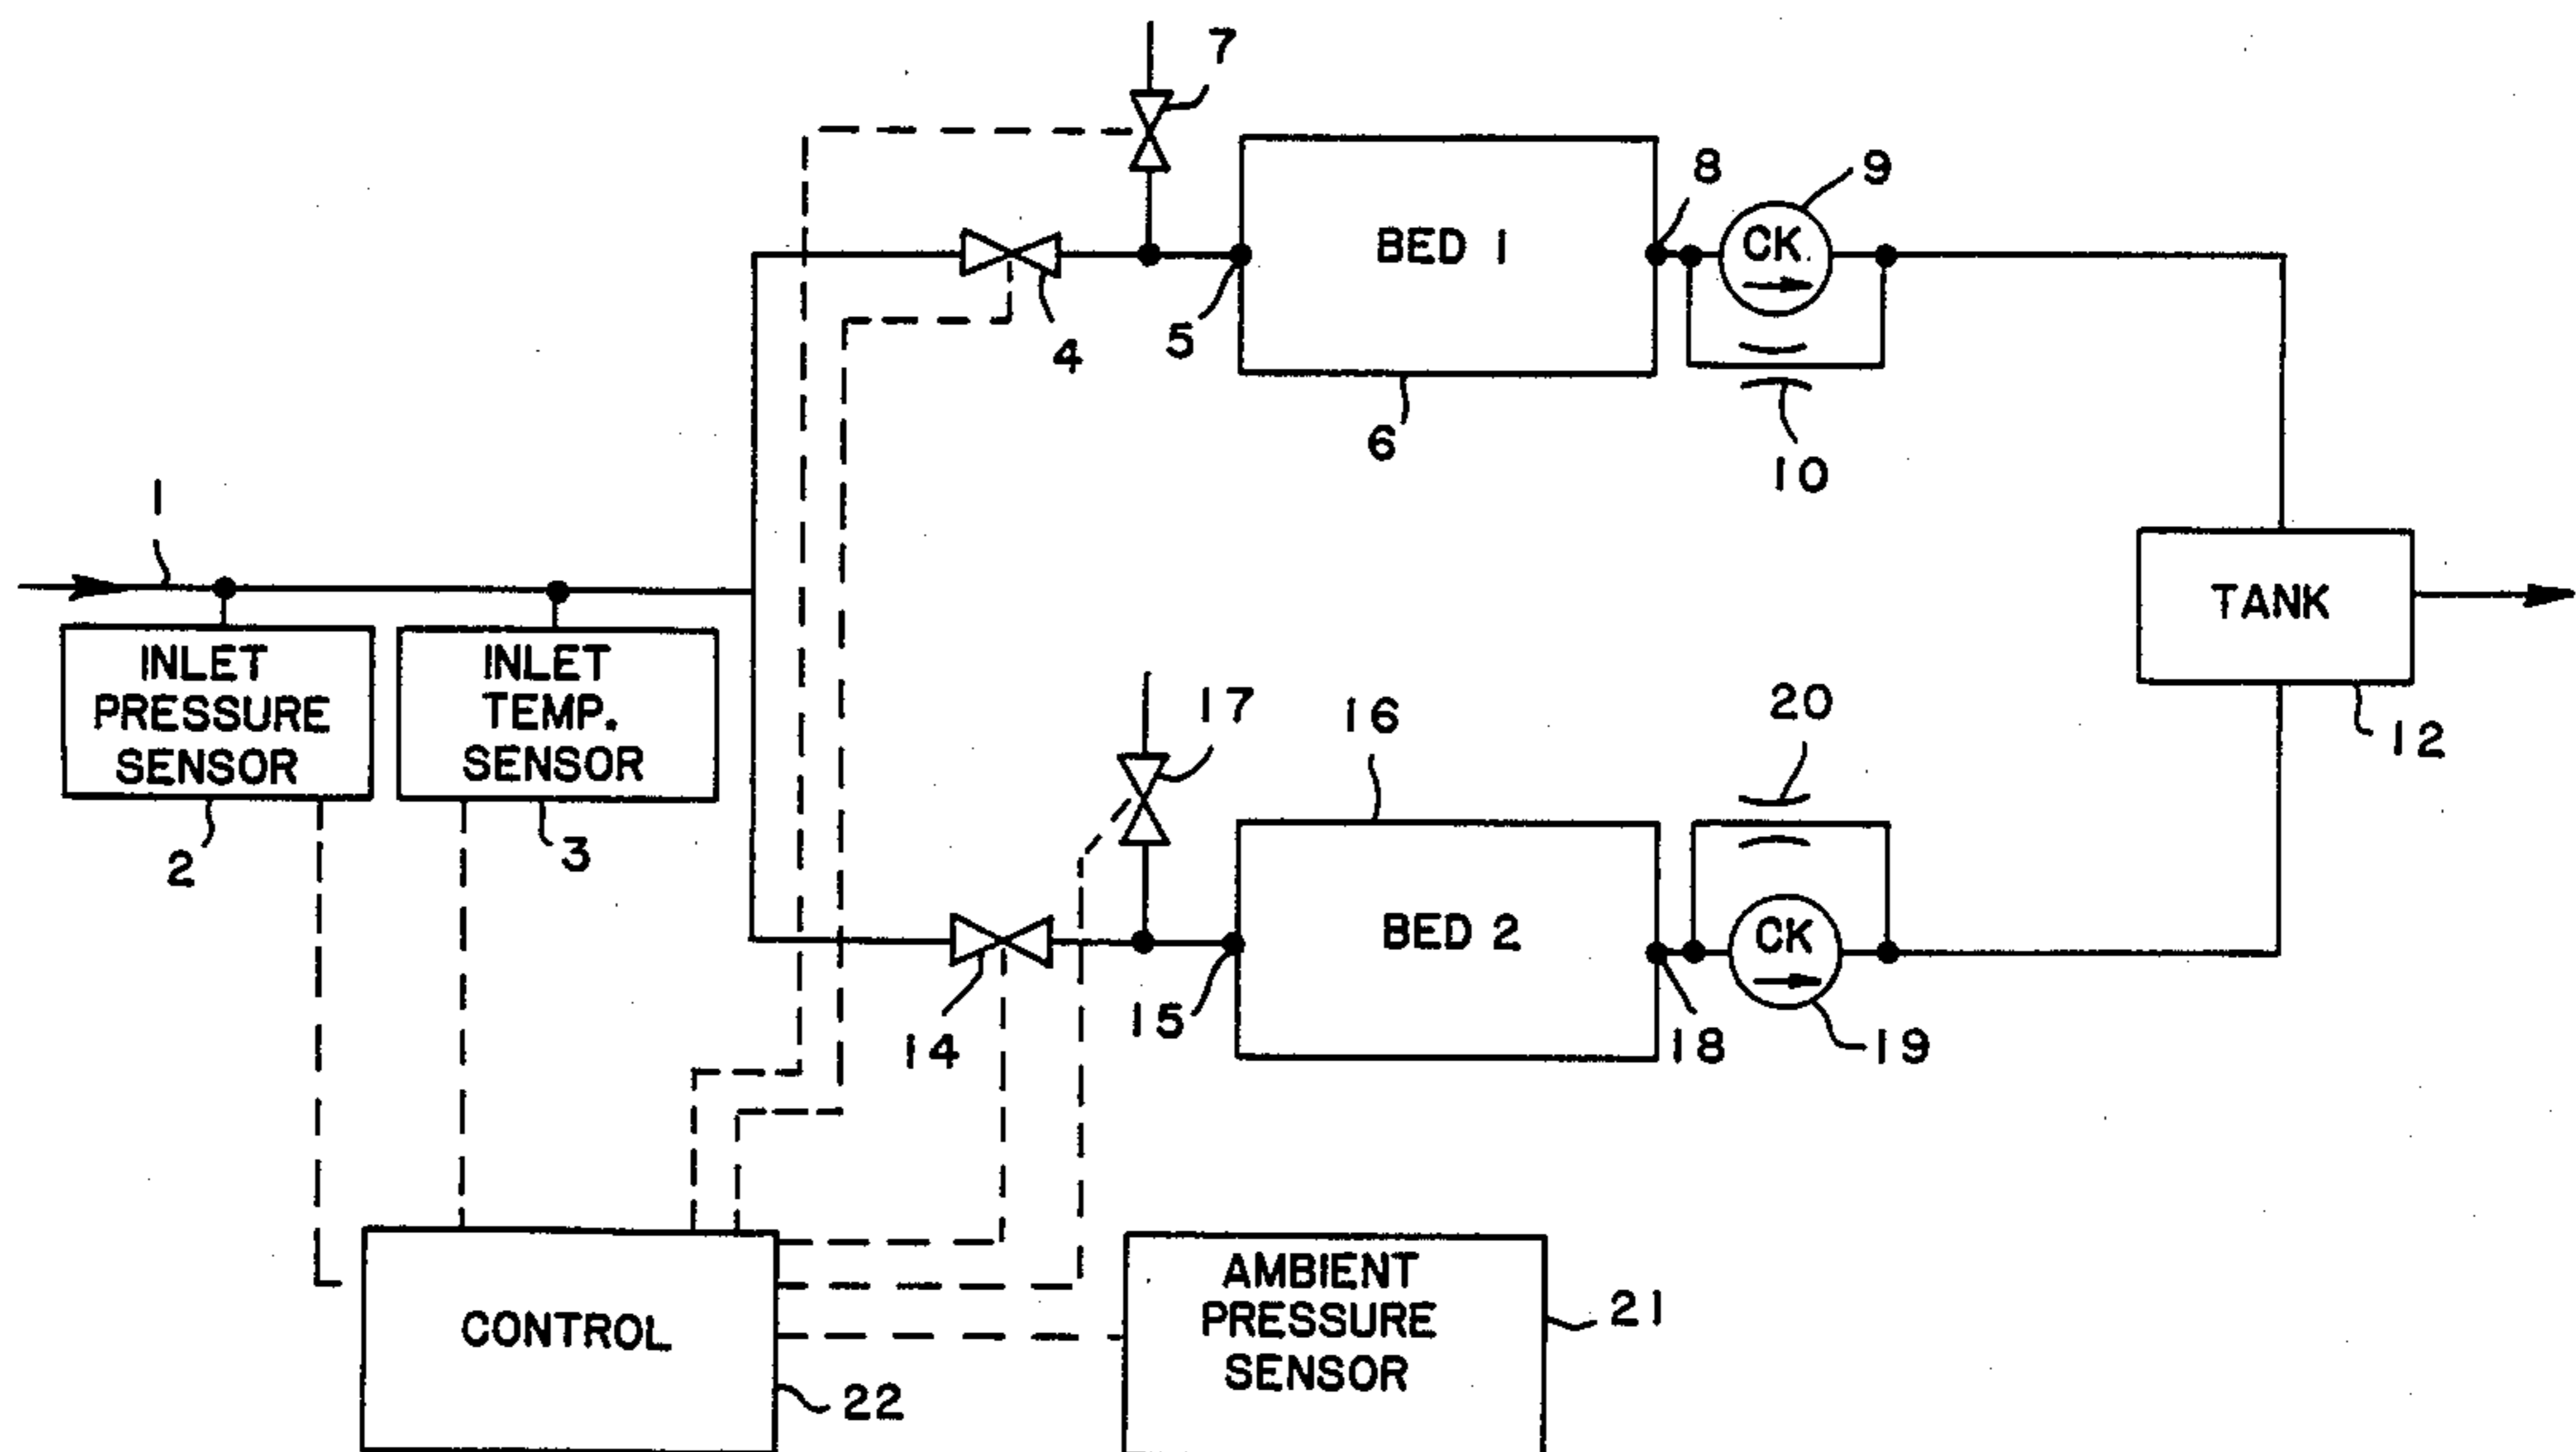 7
8
9
CK.
BED 1
5
4
6
10
1
INLET
PRESSURE
SENSOR
INLET
TEMP.
SENSOR
2
3
TANK
12
17
16
20
BED 2
CK
14
15
18
19
CONTROL
22
AMBIENT
PRESSURE
SENSOR
21